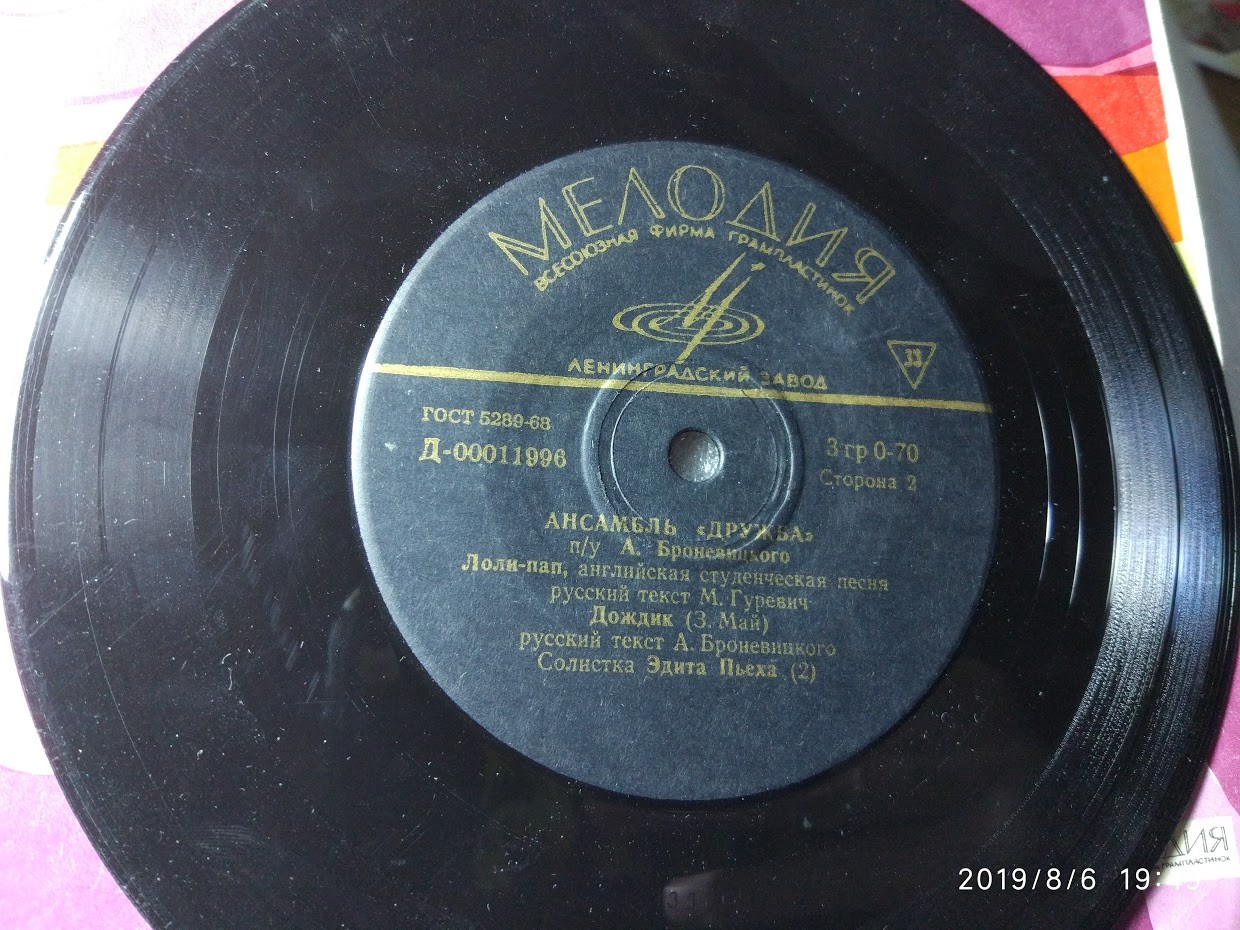 МЕЛОДИЯ
ВСЕСОЮЗНАЯ ФИРМА ГРАМПЛАСТИНОК
ЛЕНИНГРАДСКИЙ ЗАВОД
33
ГОСТ 5289-68
Д-00011996
3 гр 0-70
Сторона 2
АНСАМБЛЬ «ДРУЖБА»
п/у А. Броневицкого
Лоли-пап, английская студенческая песня
русский текст М. Гуревич
Дождик (З. Май)
русский текст А. Броневицкого
Солистка Эдита Пьеха (2)
ГРАМПЛАСТИНОК
2019/8/6